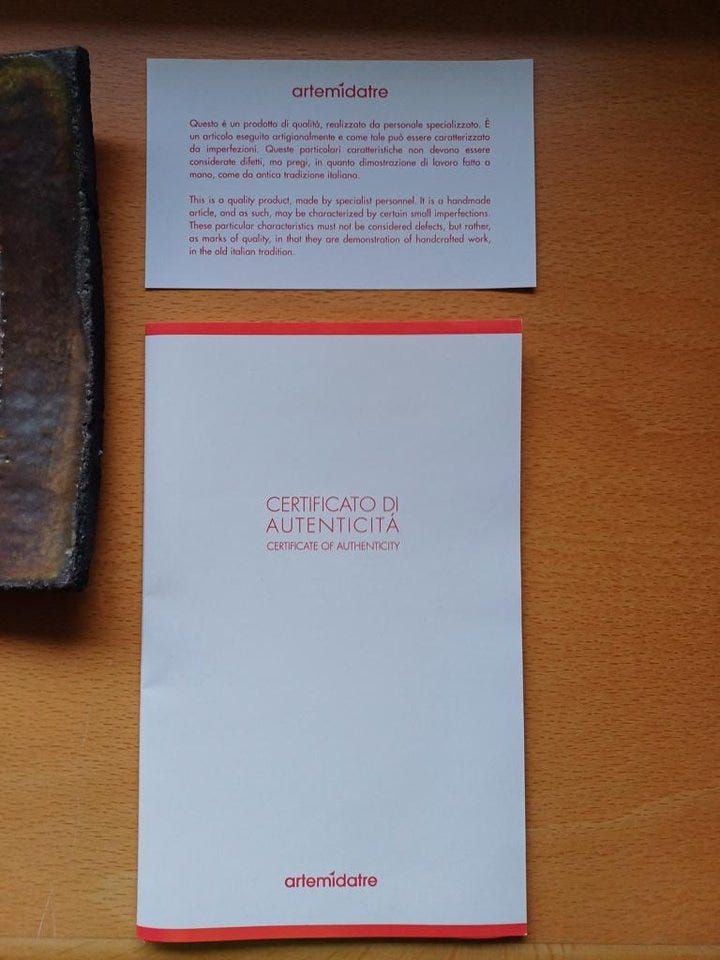 artemidatre
Questo è un prodotto di qualità, realizzato da personale specializzato. È
un articolo eseguito artigianalmente e come tale può essere caratterizzato
da imperfezioni. Queste particolari caratteristiche non devono essere
considerate difetti, ma pregi, in quanto dimostrazione di lavoro fatto a
mano, come da antica tradizione italiana.
This is a quality product, made by specialist personnel. It is a handmade
article, and as such, may be characterized by certain small imperfections.
These particular characteristics must not be considered defects, but rather,
as marks of quality, in that they are demonstration of handcrafted work,
in the old italian tradition.
CERTIFICATO DI
AUTENTICITÁ
CERTIFICATE OF AUTHENTICITY
artemidatre